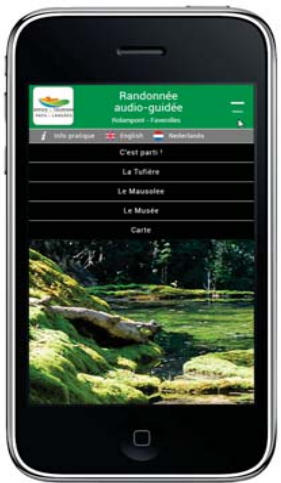 Randonnée
audio-guidée
Rolampont - Faverolles
i Info pratique English Nederlands
C'est parti !
La Tufière
Le Mausolee
Le Musée
Carte